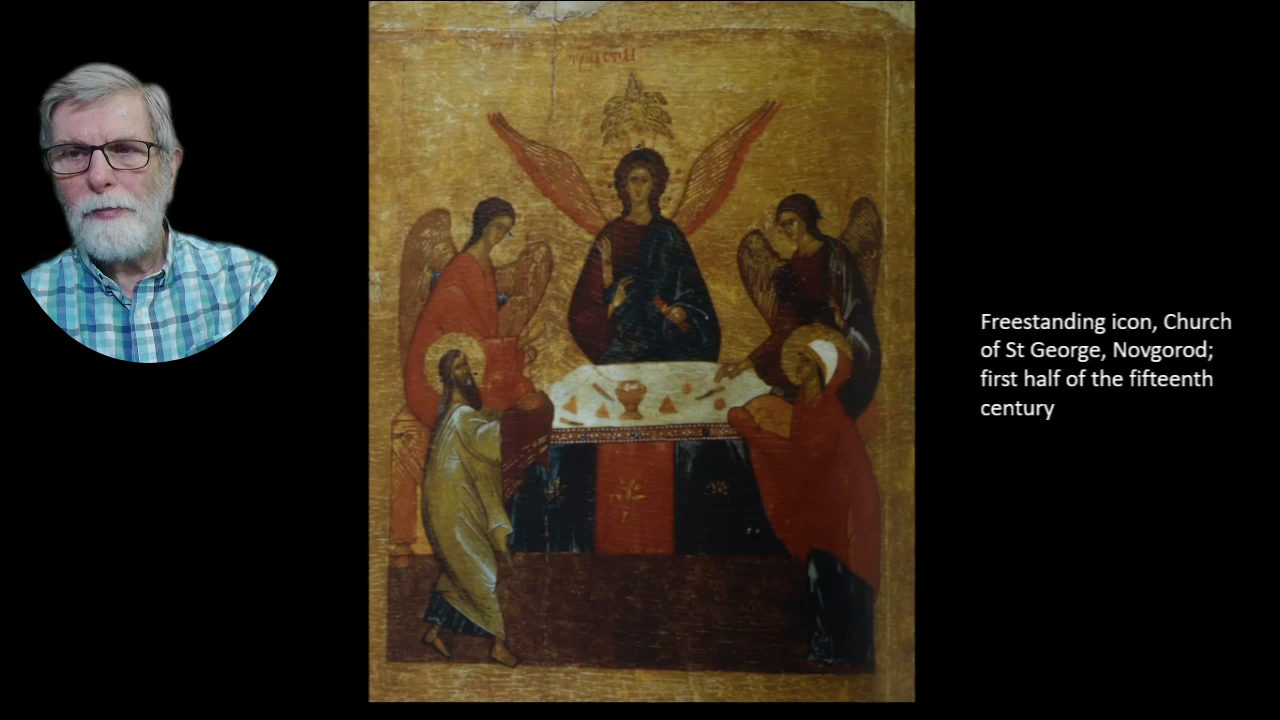 Freestanding icon, Church
of St George, Novgorod;
first half of the fifteenth
century